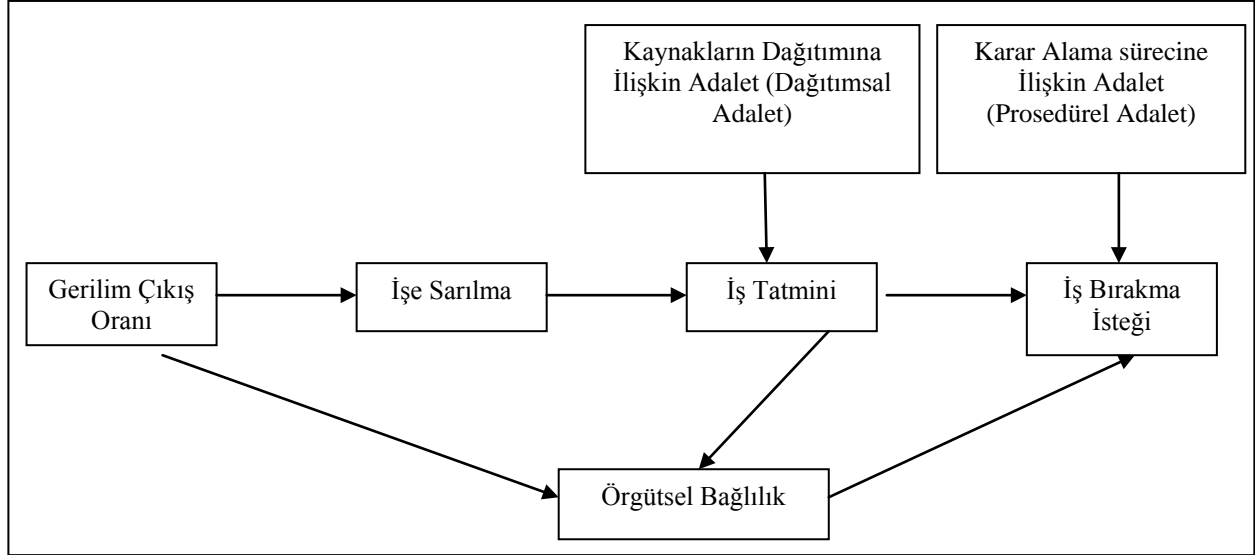 Kaynakların Dağıtımına
İlişkin Adalet (Dağıtımsal
Adalet)
Karar Alama sürecine
İlişkin Adalet
(Prosedürel Adalet)
Gerilim Çıkış
Oranı
İşe Sarılma
İş Tatmini
İş Bırakma
İsteği
Örgütsel Bağlılık